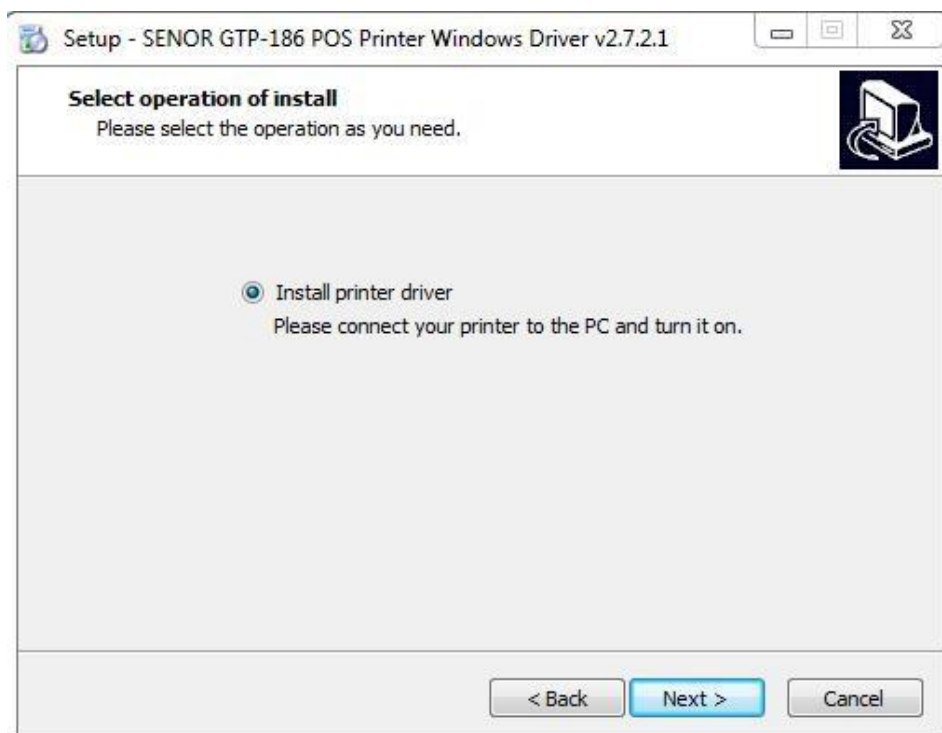 Setup - SENOR GTP-186 POS Printer Windows Driver v2.7.2.1
Select operation of install
Please select the operation as you need.
Install printer driver
Please connect your printer to the PC and turn it on.
< Back Next > Cancel